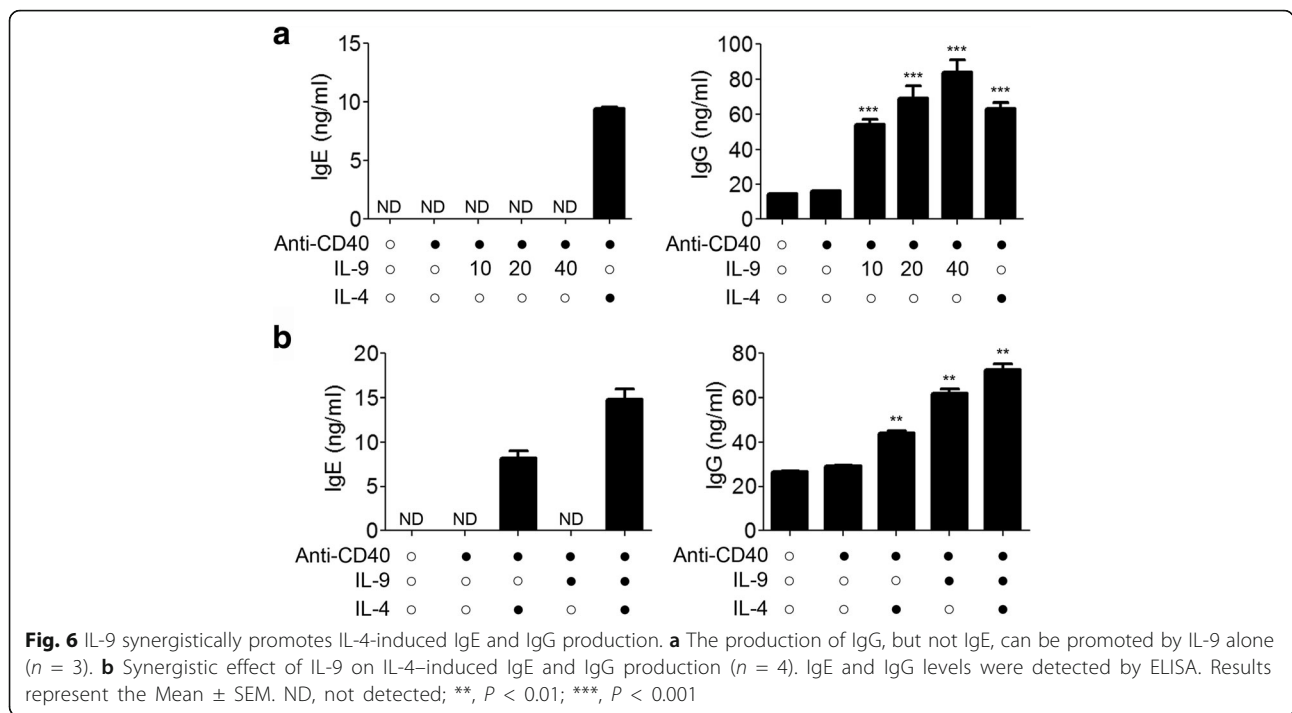 a
15
10
5
0
IgE (ng/ml)
ND ND ND ND ND
Anti-CD40 ○ ● ● ● ● ●
IL-9 ○ ○ 10 20 40 ○
IL-4 ○ ○ ○ ○ ○ ●
100
80
60
40
20
0
IgG (ng/ml)
*** *** *** ***
Anti-CD40 ○ ● ● ● ● ●
IL-9 ○ ○ 10 20 40 ○
IL-4 ○ ○ ○ ○ ○ ●
b
20
15
10
5
0
IgE (ng/ml)
ND ND ND
Anti-CD40 ○ ● ● ● ●
IL-9 ○ ○ ○ ● ●
IL-4 ○ ○ ● ○ ●
80
60
40
20
0
IgG (ng/ml)
** ** **
Anti-CD40 ○ ● ● ● ●
IL-9 ○ ○ ○ ● ●
IL-4 ○ ○ ● ○ ●
Fig. 6 IL-9 synergistically promotes IL-4-induced IgE and IgG production. a The production of IgG, but not IgE, can be promoted by IL-9 alone
(n = 3). b Synergistic effect of IL-9 on IL-4–induced IgE and IgG production (n = 4). IgE and IgG levels were detected by ELISA. Results
represent the Mean ± SEM. ND, not detected; **, P < 0.01; ***, P < 0.001